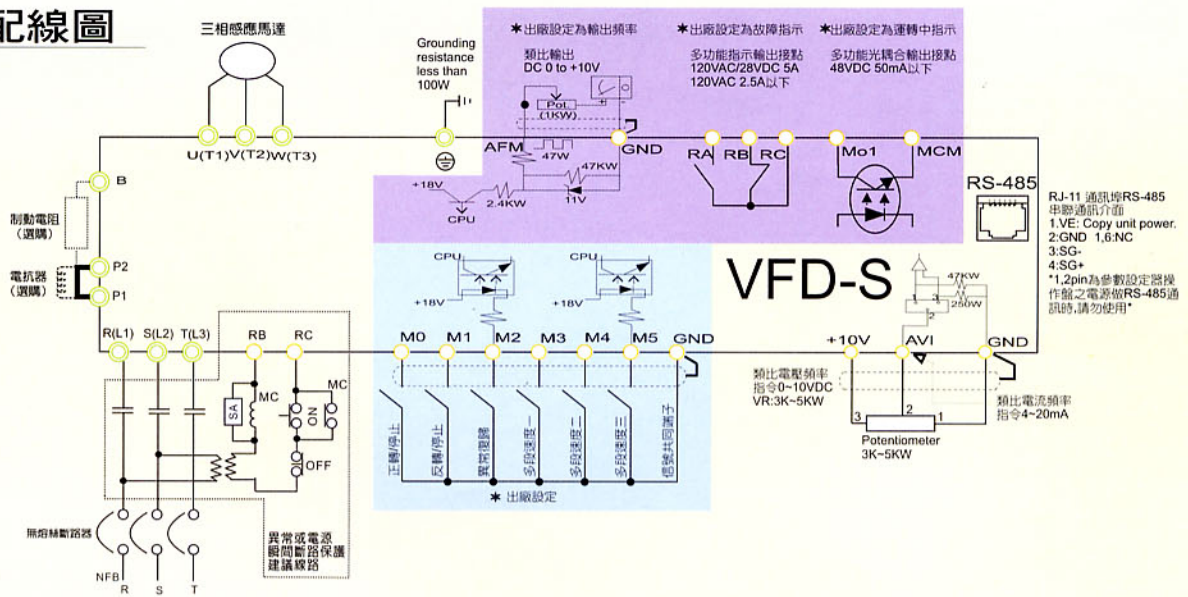 配線圖
三相感應馬達
U(T1) V(T2) W(T3)
Grounding
resistance
less than
100W
＊出廠設定為輸出頻率
類比輸出
DC 0 to +10V
Pot.
(1KW)
AFM
GND
47W
47KW
+18V
CPU
2.4KW
11V
＊出廠設定為故障指示
多功能指示輸出接點
120VAC/28VDC 5A
120VAC 2.5A以下
RA
RB
RC
＊出廠設定為運轉中指示
多功能光耦合輸出接點
48VDC 50mA以下
Mo1
MCM
RS-485
RJ-11 通訊埠RS-485
串聯通訊介面
1.VE: Copy unit power.
2:GND 1,6:NC
3:SG-
4:SG+
"1,2pin為參數設定器操
作盤之電源做RS-485通
訊時,請勿使用"
B
制動電阻
(選購)
P2
電抗器
(選購)
P1
VFD-S
R(L1) S(L2) T(L3) RB RC
MC
SA
ON
MC
OFF
無熔絲斷路器
NFB
R
S
T
異常或電源
瞬間斷路保護
建議線路
CPU
+18V
CPU
+18V
M0
M1
M2
M3
M4
M5
GND
正轉/停止
反轉/停止
異常復歸
多段速度一
多段速度二
多段速度三
信號共同端子
＊ 出廠設定
47KW
250W
1
2
3
+10V
AVI
GND
類比電壓頻率
指令0~10VDC
VR:3K~5KW
3
2
1
Potentiometer
3K~5KW
類比電流頻率
指令4~20mA